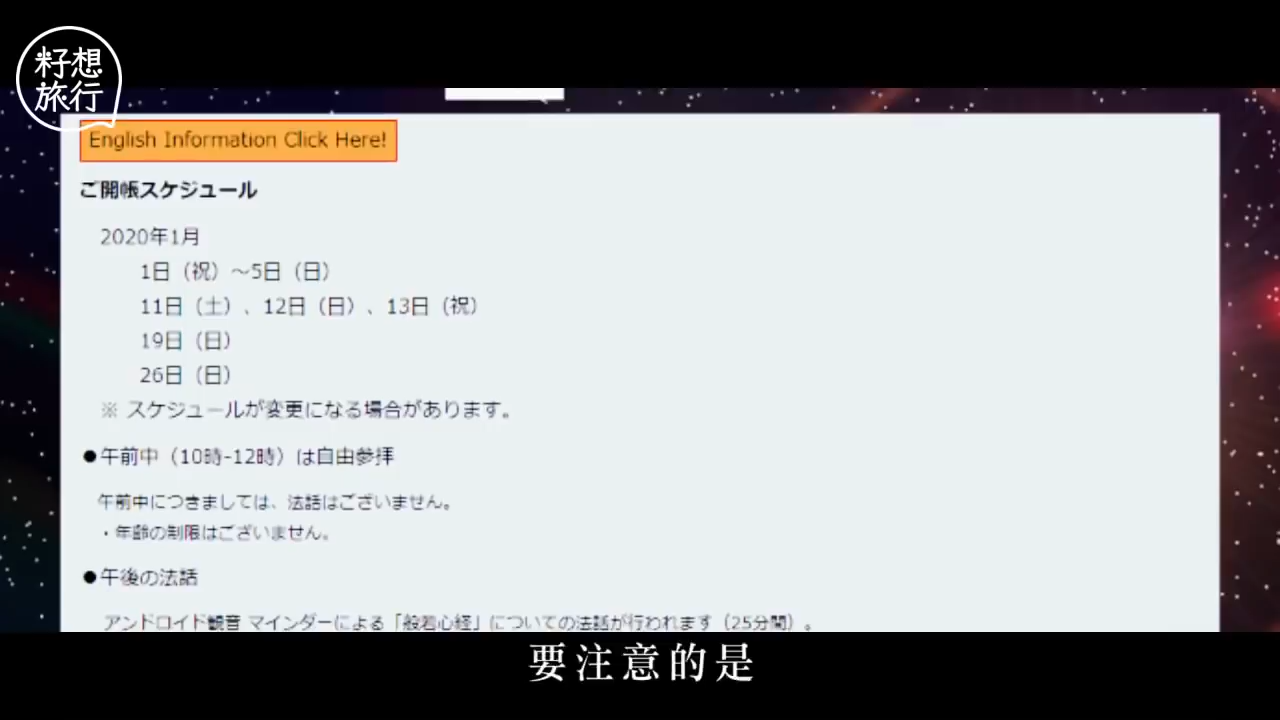 籽想
旅行
English Information Click Here!
ご開帳スケジュール
2020年1月
1日（祝）～5日（日）
11日（土）、12日（日）、13日（祝）
19日（日）
26日（日）
※ スケジュールが変更になる場合があります。
●午前中（10時-12時）は自由参拝
午前中につきましては、法話はございません。
・年齢の制限はございません。
●午後の法話
アンドロイド観音 マインダーによる「般若心経」についての法話が行われます（25分間）。
要注意的是